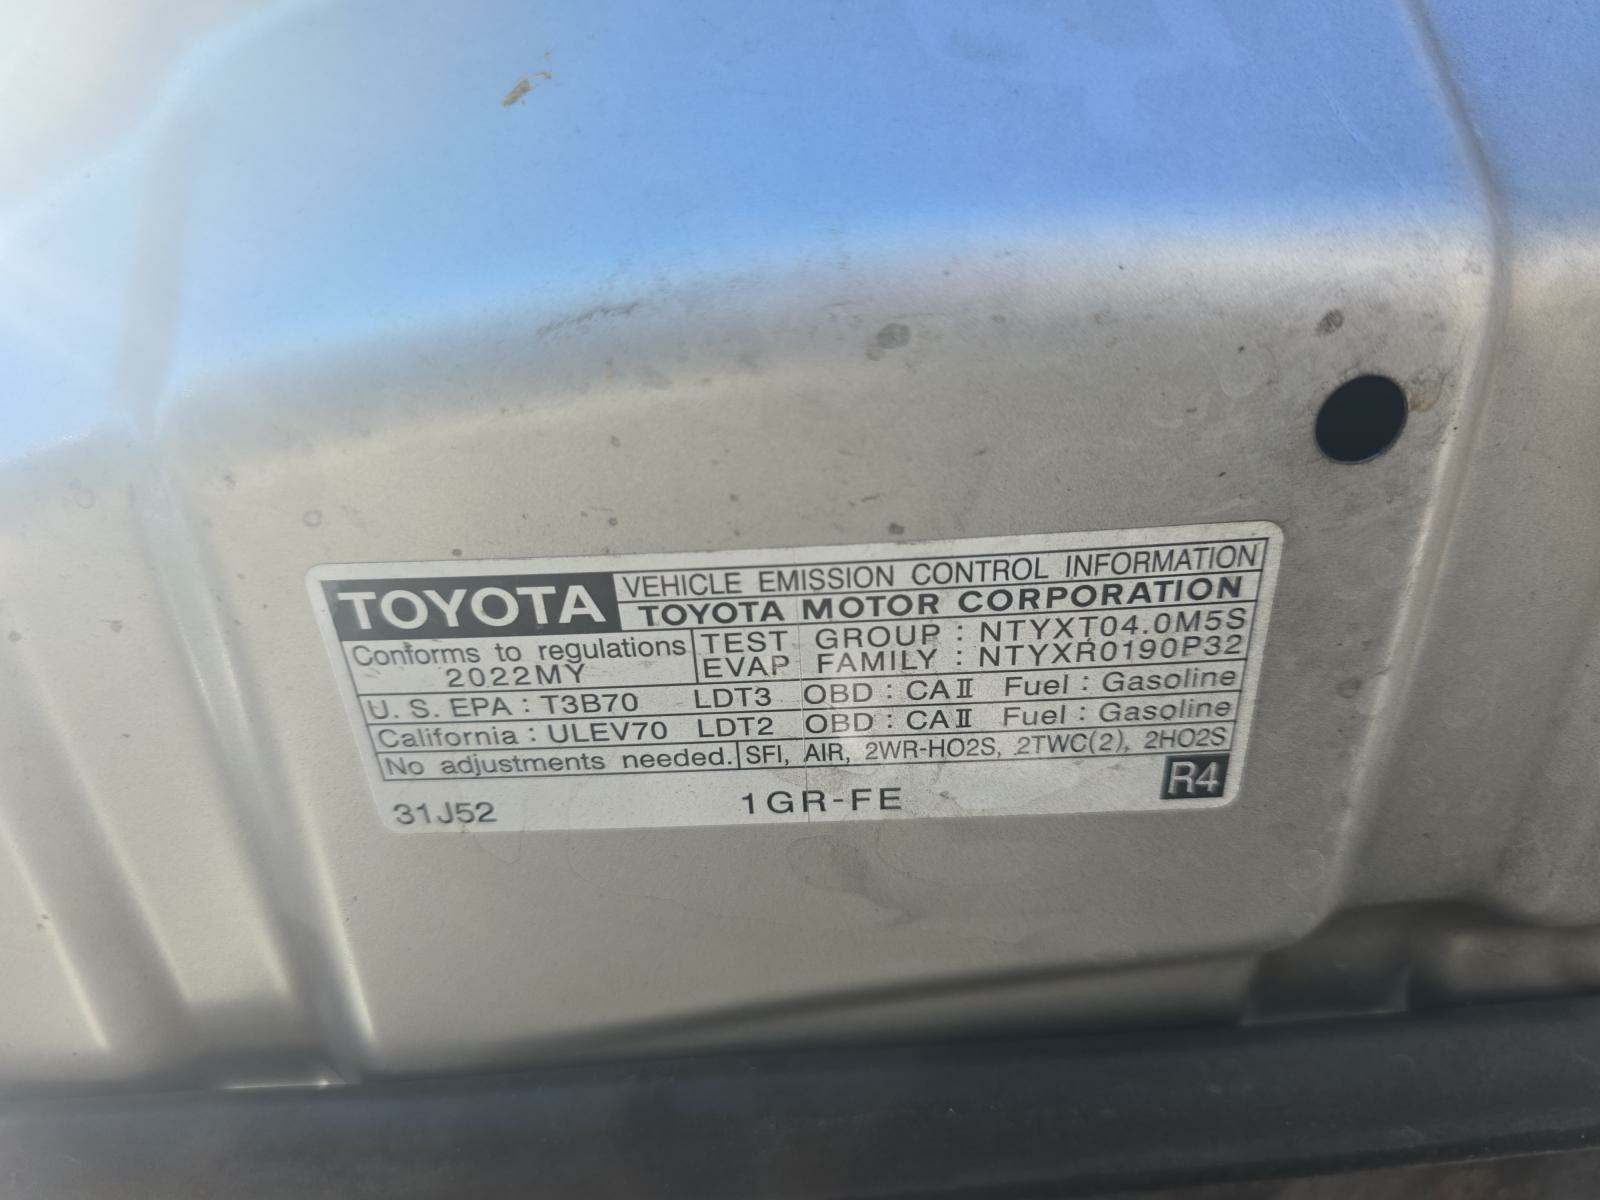 TOYOTA VEHICLE EMISSION CONTROL INFORMATION
TOYOTA MOTOR CORPORATION
Conforms to regulations TEST GROUP : NTYXT04.0M5S
2022MY EVAP FAMILY : NTYXR0190P32
U. S. EPA : T3B70 LDT3 OBD : CAⅡ Fuel : Gasoline
California : ULEV70 LDT2 OBD : CAⅡ Fuel : Gasoline
No adjustments needed. SFI, AIR, 2WR-HO2S, 2TWC(2), 2HO2S
31J52 1GR-FE R4